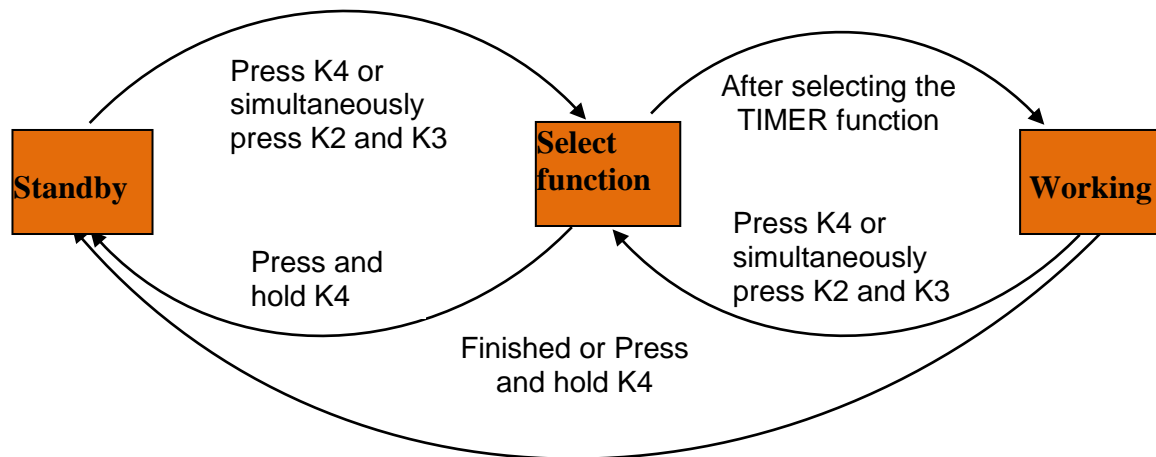 Press K4 or
simultaneously
press K2 and K3
After selecting the
TIMER function
Standby
Select
function
Working
Press and
hold K4
Press K4 or
simultaneously
press K2 and K3
Finished or Press
and hold K4